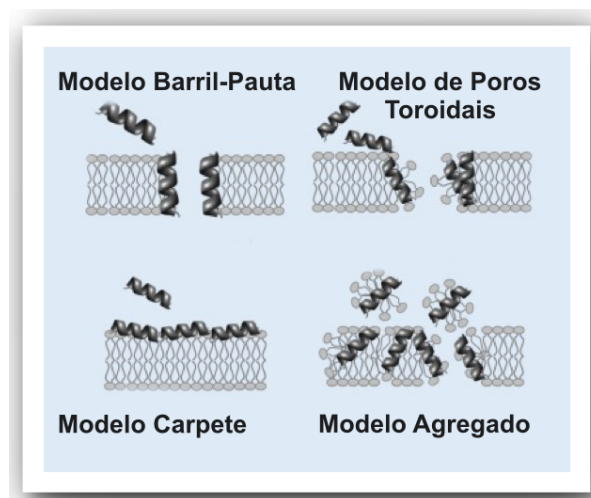 Modelo Barril-Pauta
Modelo de Poros
Toroidais
Modelo Carpete
Modelo Agregado